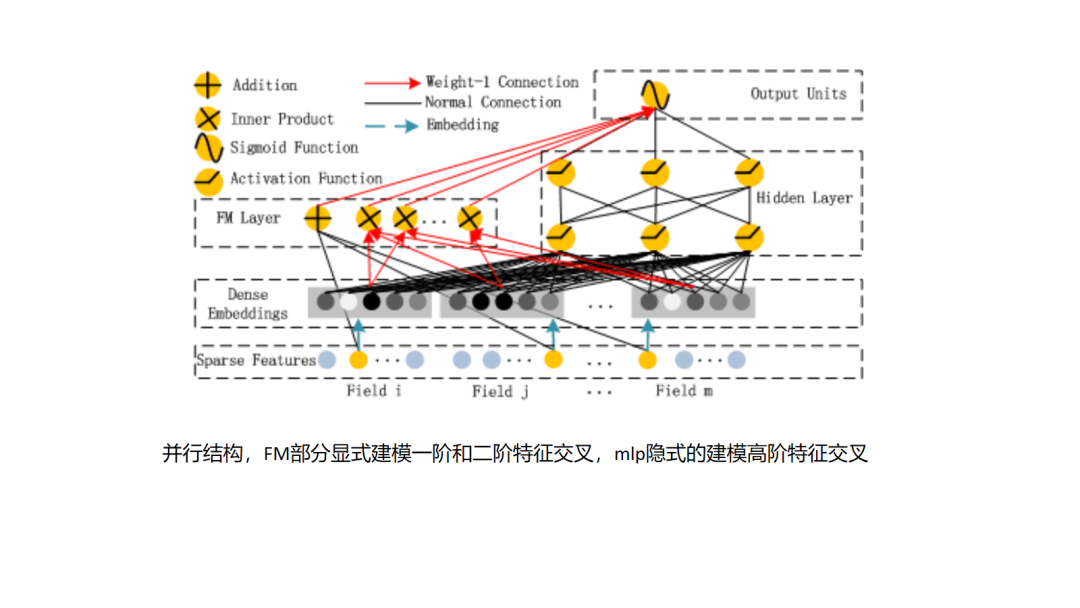 Addition
Inner Product
Sigmoid Function
Activation Function
Weight-1 Connection
Normal Connection
Embedding
Output Units
Hidden Layer
FM Layer
...
Dense
Embeddings
...
Sparse Features
... ... ... ...
Field i
Field j
...
Field m
并行结构，FM部分显式建模一阶和二阶特征交叉，mlp隐式的建模高阶特征交叉